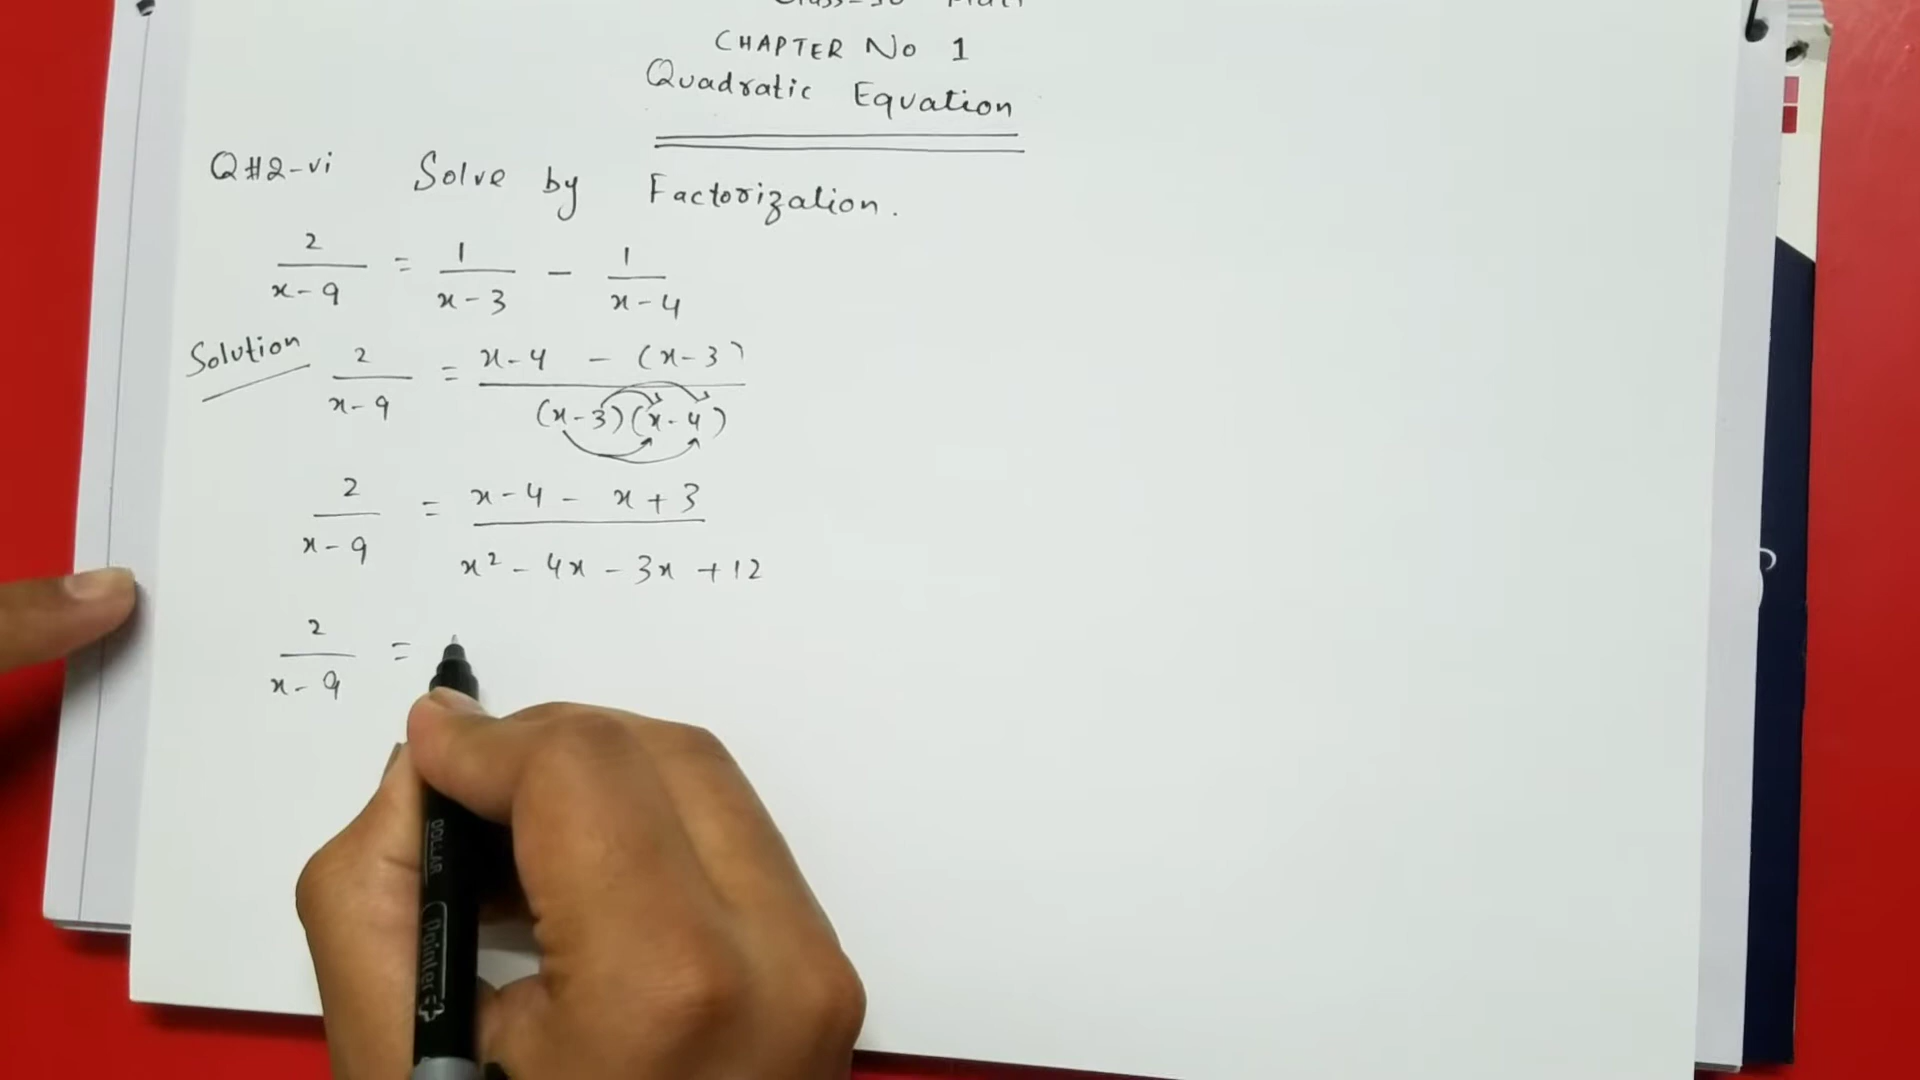 CHAPTER No 1
Quadratic Equation
Q#2-vi Solve by Factorization.
2/(x-9) = 1/(x-3) - 1/(x-4)
Solution 2/(x-9) = (x-4 - (x-3))/((x-3)(x-4))
2/(x-9) = (x-4 - x+3)/(x² - 4x - 3x + 12)
2/(x-9) =
DOLLAR Pointer